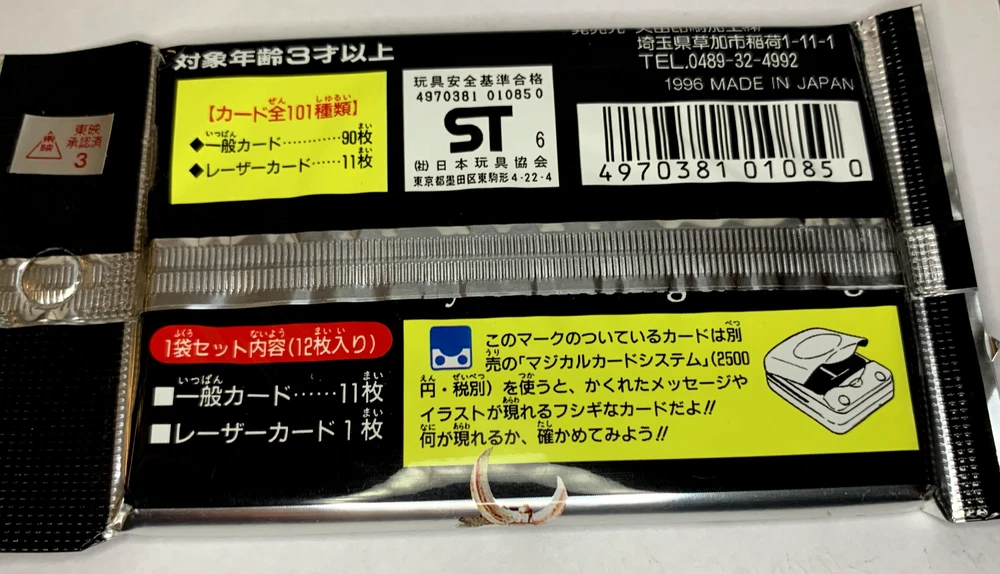 対象年齢3才以上
【カード全101種類】
◆一般カード…………90枚
◆レーザーカード……11枚
玩具安全基準合格
4970381 010850
ST 6
(社)日本玩具協会
東京都墨田区東駒形4-22-4
埼玉県草加市稲荷1-11-1
TEL,0489-32-4992
1996 MADE IN JAPAN
4970381 010850
東映
東映
承認済
3
1袋セット内容(12枚入り)
■一般カード……11枚
■レーザーカード1枚
このマークのついているカードは別
売の「マジカルカードシステム」(2500
円・税別)を使うと、かくれたメッセージや
イラストが現れるフシギなカードだよ!!
何が現れるか、確かめてみよう!!